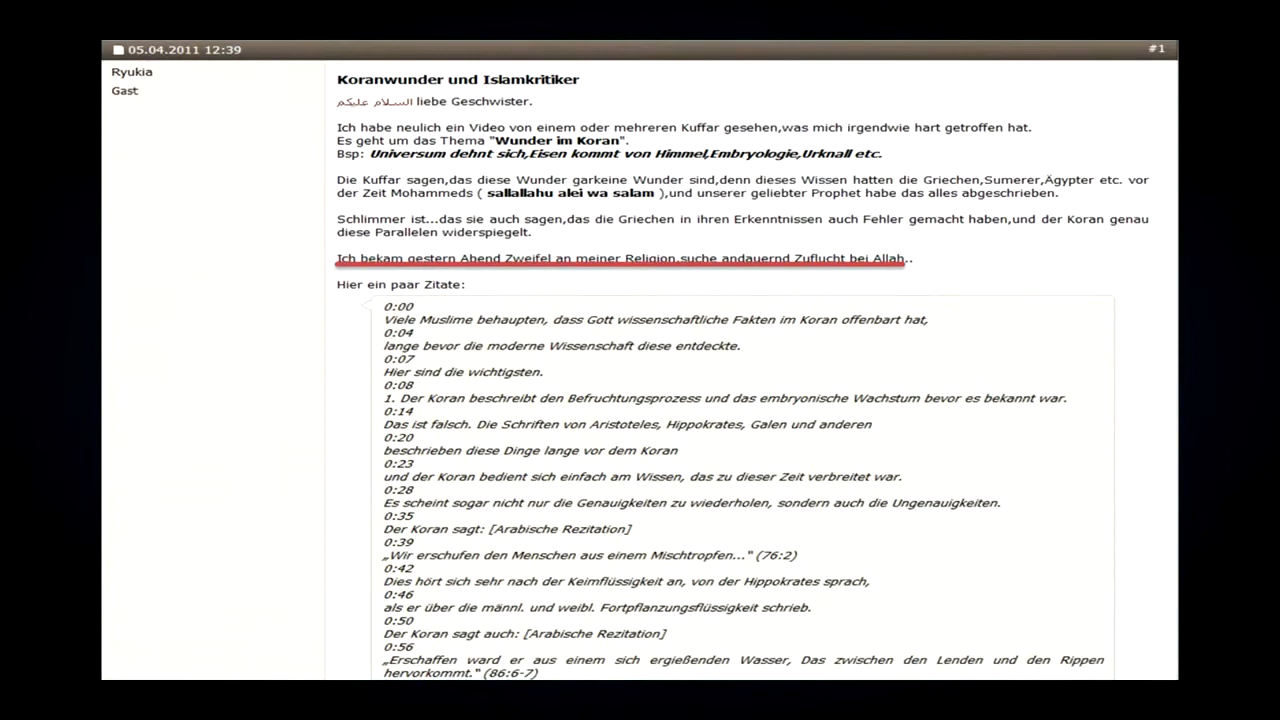 05.04.2011 12:39
#1
Ryukia
Gast
Koranwunder und Islamkritiker
السلام عليكم liebe Geschwister.
Ich habe neulich ein Video von einem oder mehreren Kuffar gesehen,was mich irgendwie hart getroffen hat.
Es geht um das Thema "Wunder im Koran".
Bsp: Universum dehnt sich,Eisen kommt von Himmel,Embryologie,Urknall etc.
Die Kuffar sagen,das diese Wunder garkeine Wunder sind,denn dieses Wissen hatten die Griechen,Sumerer,Ägypter etc. vor
der Zeit Mohammeds ( sallallahu alei wa salam ),und unserer geliebter Prophet habe das alles abgeschrieben.
Schlimmer ist...das sie auch sagen,das die Griechen in ihren Erkenntnissen auch Fehler gemacht haben,und der Koran genau
diese Parallelen widerspiegelt.
Ich bekam gestern Abend Zweifel an meiner Religion,suche andauernd Zuflucht bei Allah..
Hier ein paar Zitate:
0:00
Viele Muslime behaupten, dass Gott wissenschaftliche Fakten im Koran offenbart hat,
0:04
lange bevor die moderne Wissenschaft diese entdeckte.
0:07
Hier sind die wichtigsten.
0:08
1. Der Koran beschreibt den Befruchtungsprozess und das embryonische Wachstum bevor es bekannt war.
0:14
Das ist falsch. Die Schriften von Aristoteles, Hippokrates, Galen und anderen
0:20
beschrieben diese Dinge lange vor dem Koran
0:23
und der Koran bedient sich einfach am Wissen, das zu dieser Zeit verbreitet war.
0:28
Es scheint sogar nicht nur die Genauigkeiten zu wiederholen, sondern auch die Ungenauigkeiten.
0:35
Der Koran sagt: [Arabische Rezitation]
0:39
„Wir erschufen den Menschen aus einem Mischtropfen..." (76:2)
0:42
Dies hört sich sehr nach der Keimflüssigkeit an, von der Hippokrates sprach,
0:46
als er über die männl. und weibl. Fortpflanzungsflüssigkeit schrieb.
0:50
Der Koran sagt auch: [Arabische Rezitation]
0:56
„Erschaffen ward er aus einem sich ergießenden Wasser, Das zwischen den Lenden und den Rippen
hervorkommt." (86:6-7)